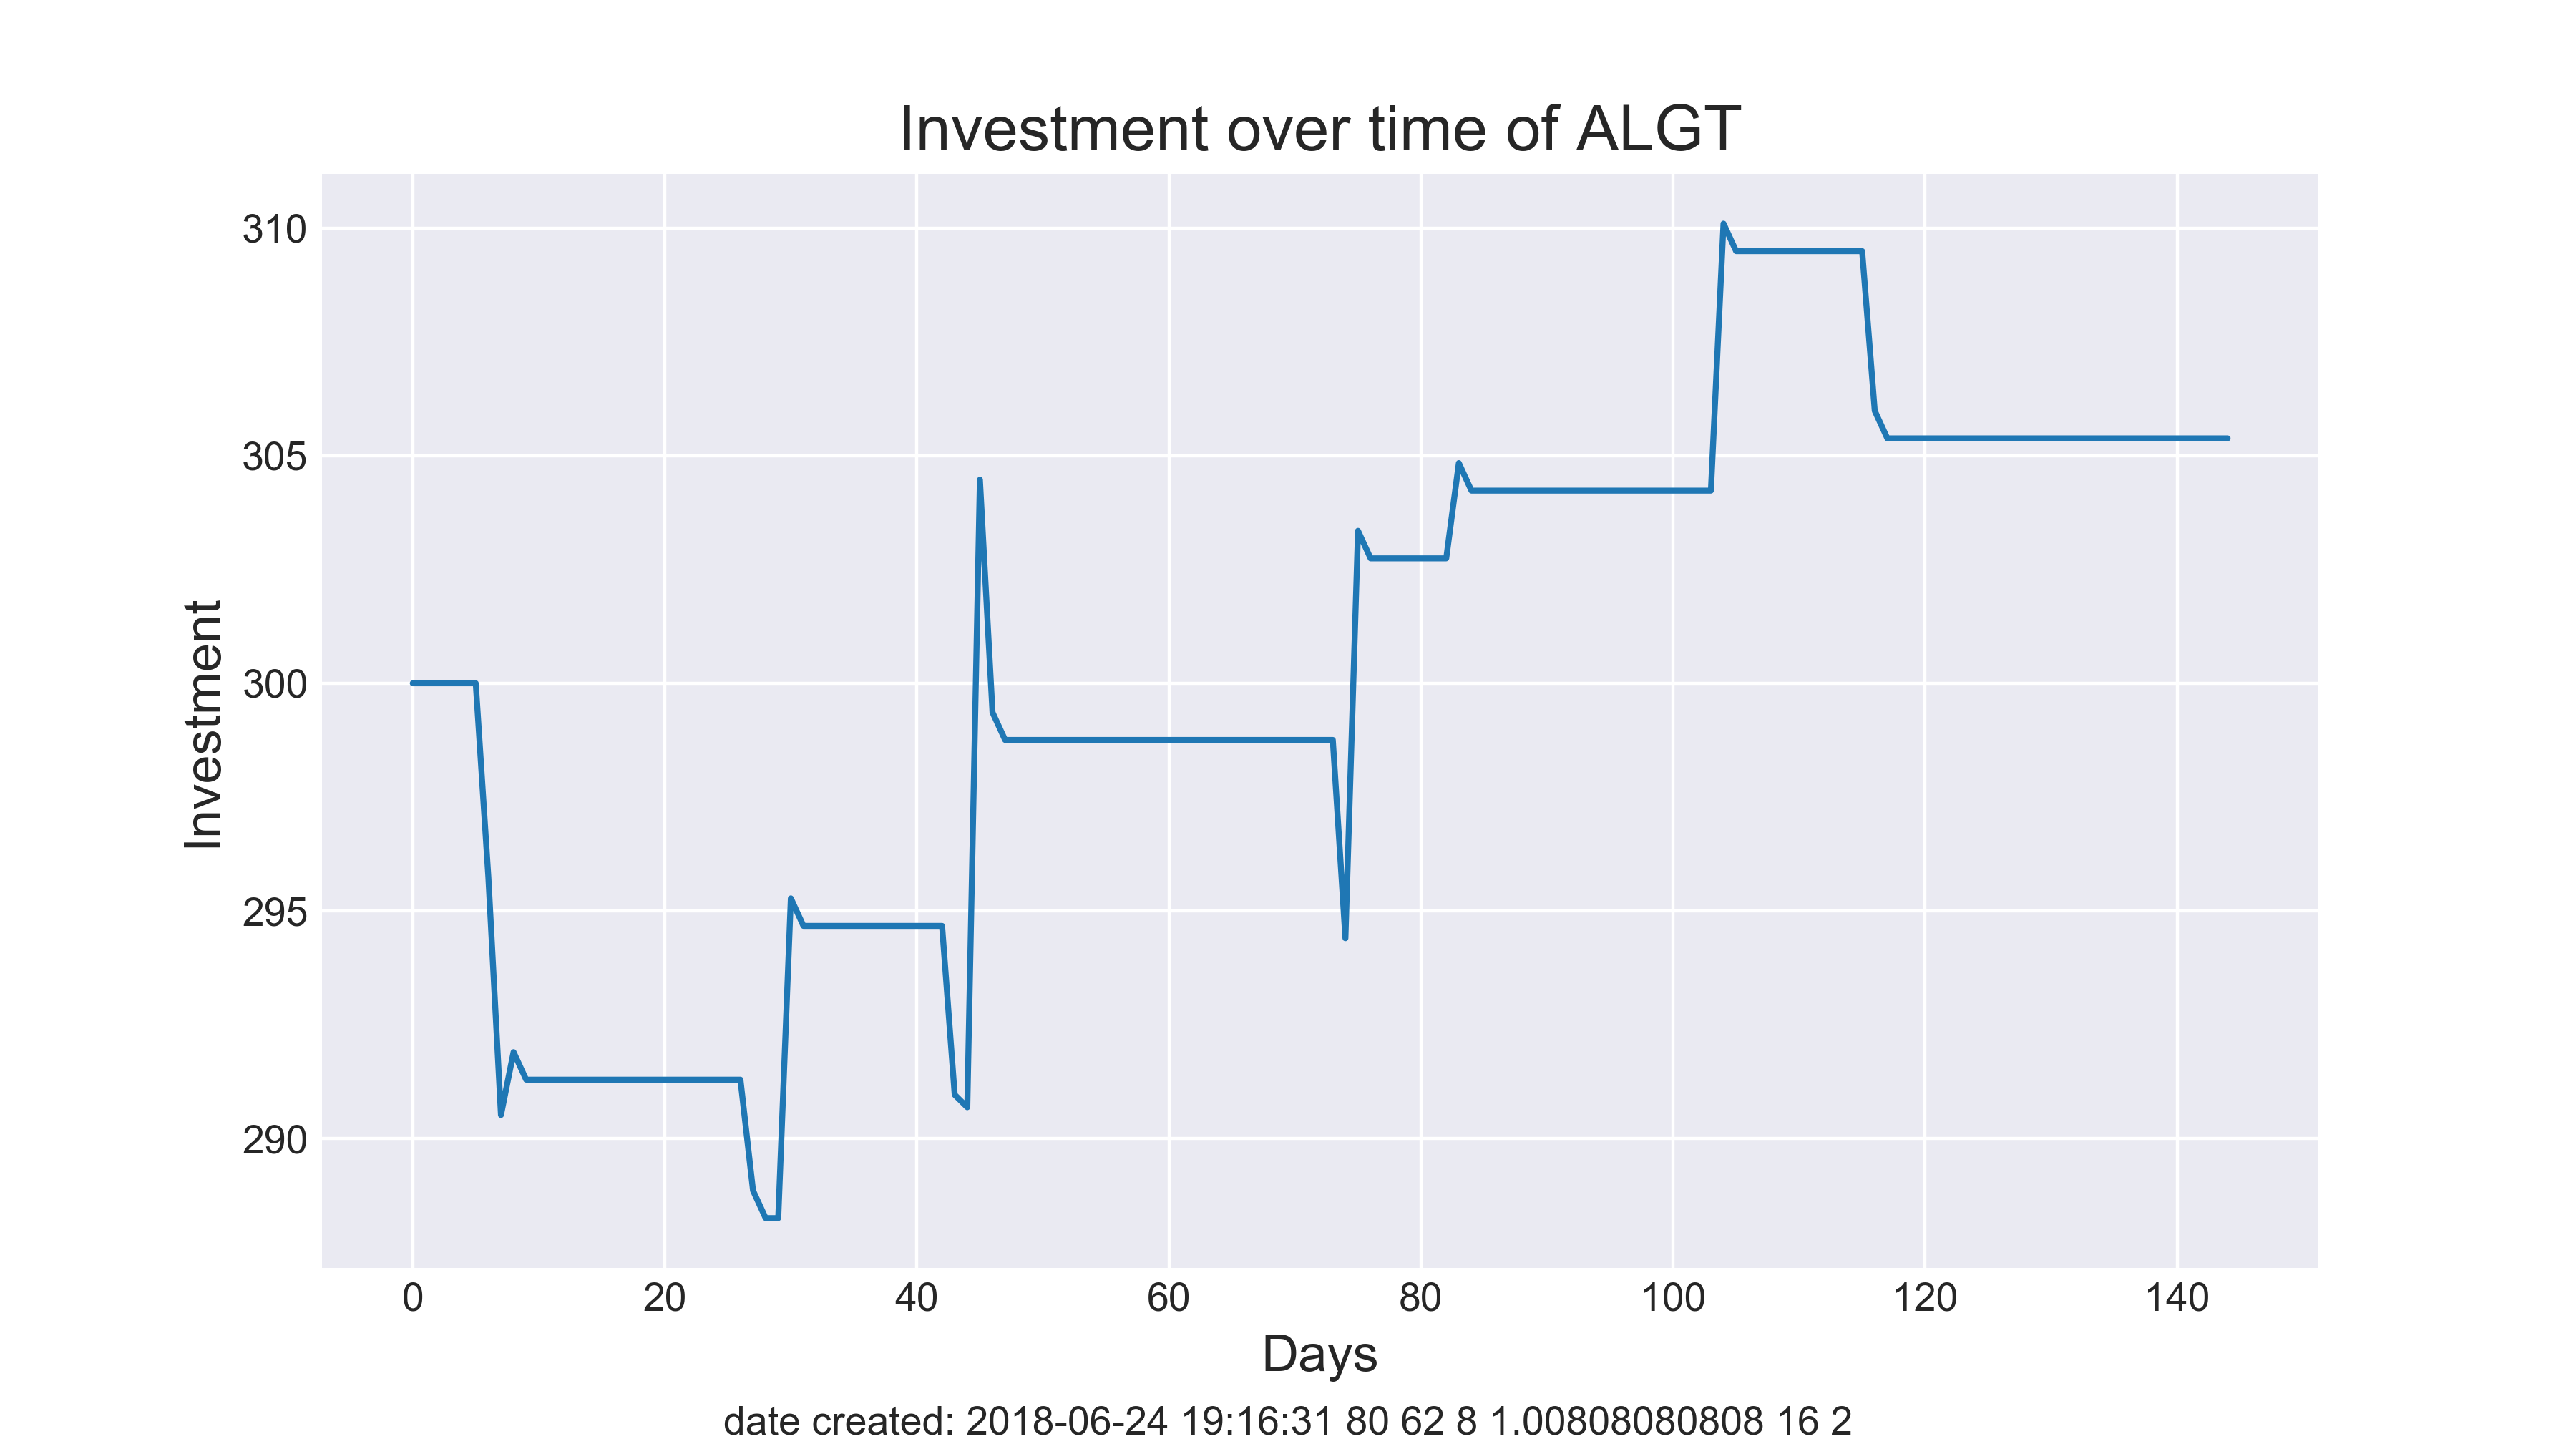 Investment over time of ALGT
310
305
300
295
290
Investment
0 20 40 60 80 100 120 140
Days
date created: 2018-06-24 19:16:31 80 62 8 1.00808080808 16 2